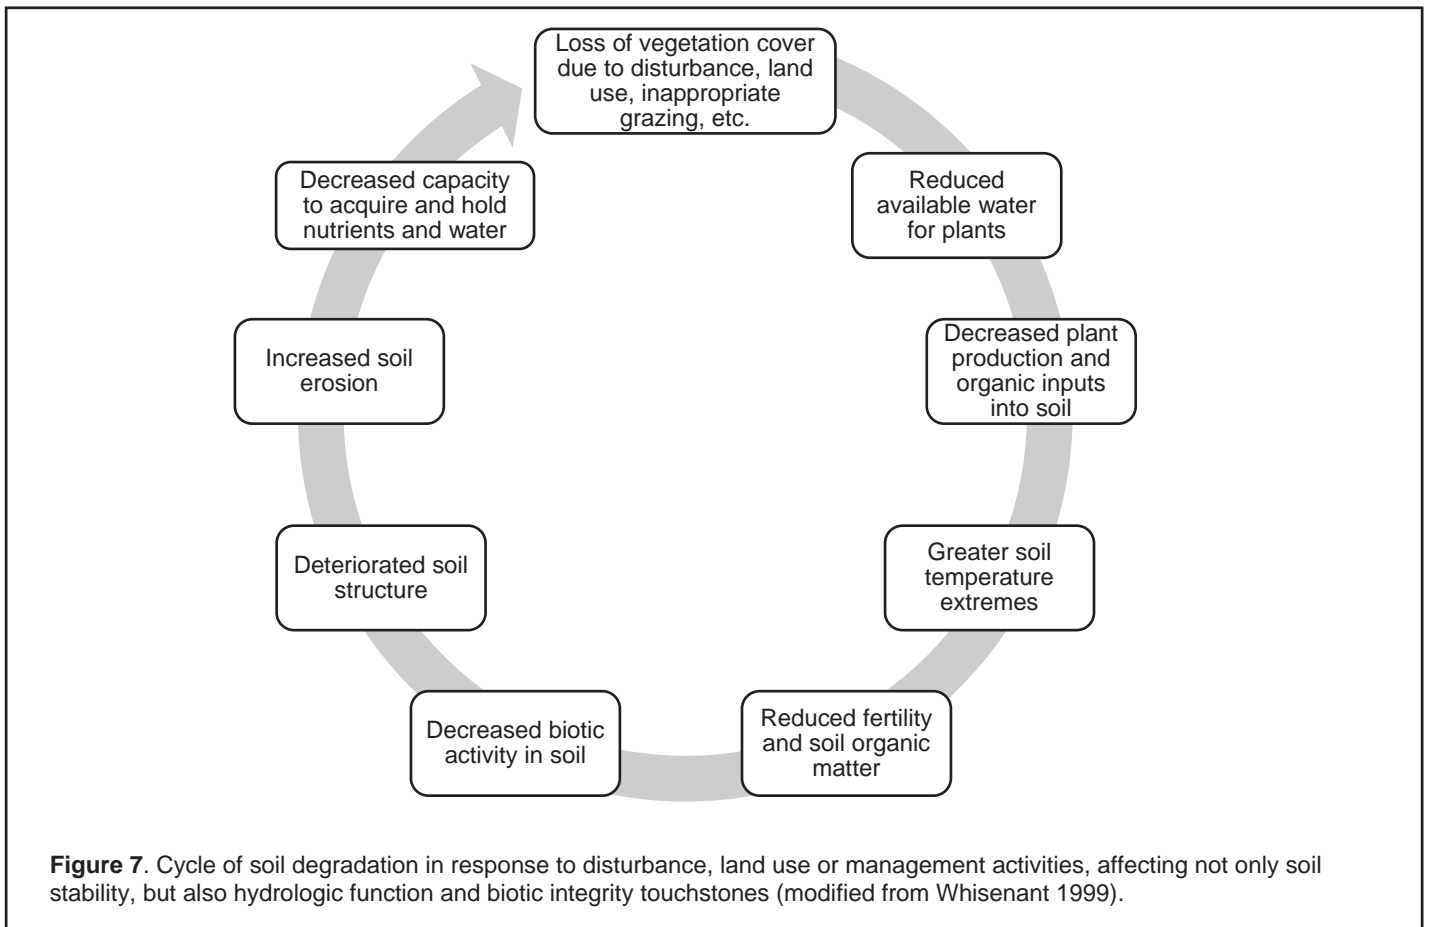 Loss of vegetation cover
due to disturbance, land
use, inappropriate
grazing, etc.
Reduced
available water
for plants
Decreased plant
production and
organic inputs
into soil
Greater soil
temperature
extremes
Reduced fertility
and soil organic
matter
Decreased biotic
activity in soil
Deteriorated soil
structure
Increased soil
erosion
Decreased capacity
to acquire and hold
nutrients and water
Figure 7. Cycle of soil degradation in response to disturbance, land use or management activities, affecting not only soil
stability, but also hydrologic function and biotic integrity touchstones (modified from Whisenant 1999).